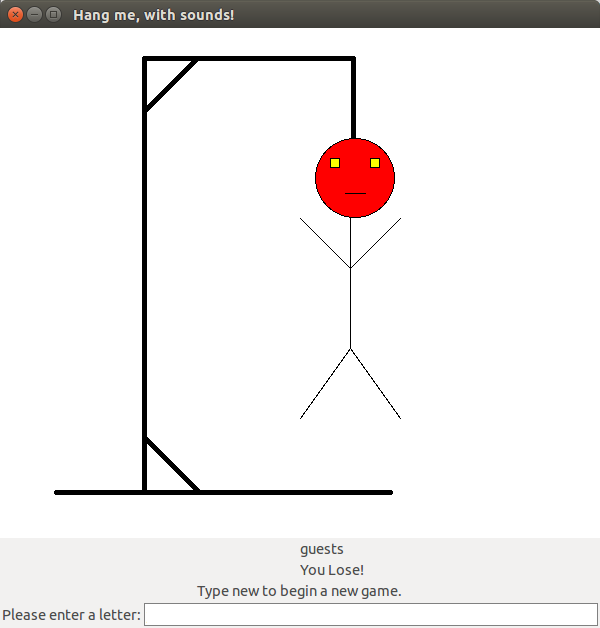 Hang me, with sounds!
guests
You Lose!
Type new to begin a new game.
Please enter a letter: